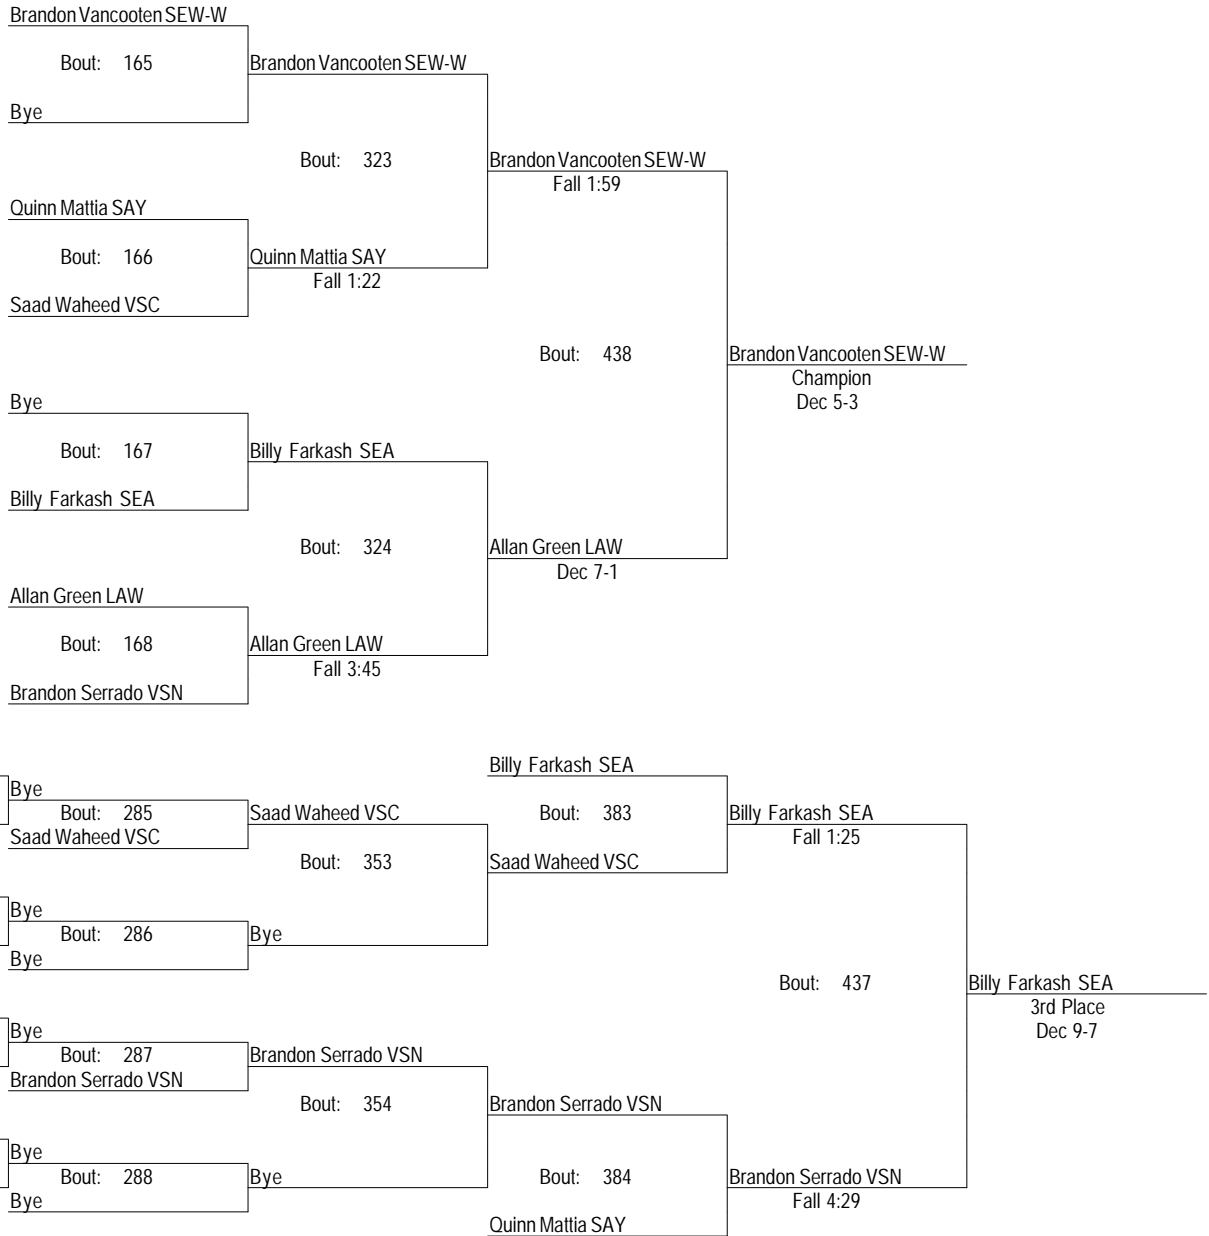 Brandon Vancooten SEW-W
Bout: 165
Brandon Vancooten SEW-W
Bye
Bout: 323
Brandon Vancooten SEW-W
Fall 1:59
Quinn Mattia SAY
Bout: 166
Quinn Mattia SAY
Fall 1:22
Saad Waheed VSC
Bout: 438
Brandon Vancooten SEW-W
Champion
Dec 5-3
Bye
Bout: 167
Billy Farkash SEA
Billy Farkash SEA
Bout: 324
Allan Green LAW
Dec 7-1
Allan Green LAW
Bout: 168
Allan Green LAW
Fall 3:45
Brandon Serrado VSN
Billy Farkash SEA
Bye
Bout: 285
Saad Waheed VSC
Bout: 383
Billy Farkash SEA
Fall 1:25
Saad Waheed VSC
Bout: 353
Saad Waheed VSC
Bye
Bout: 286
Bye
Bye
Bout: 437
Billy Farkash SEA
3rd Place
Dec 9-7
Bye
Bout: 287
Brandon Serrado VSN
Brandon Serrado VSN
Bout: 354
Brandon Serrado VSN
Bye
Bout: 288
Bye
Bout: 384
Brandon Serrado VSN
Fall 4:29
Bye
Quinn Mattia SAY